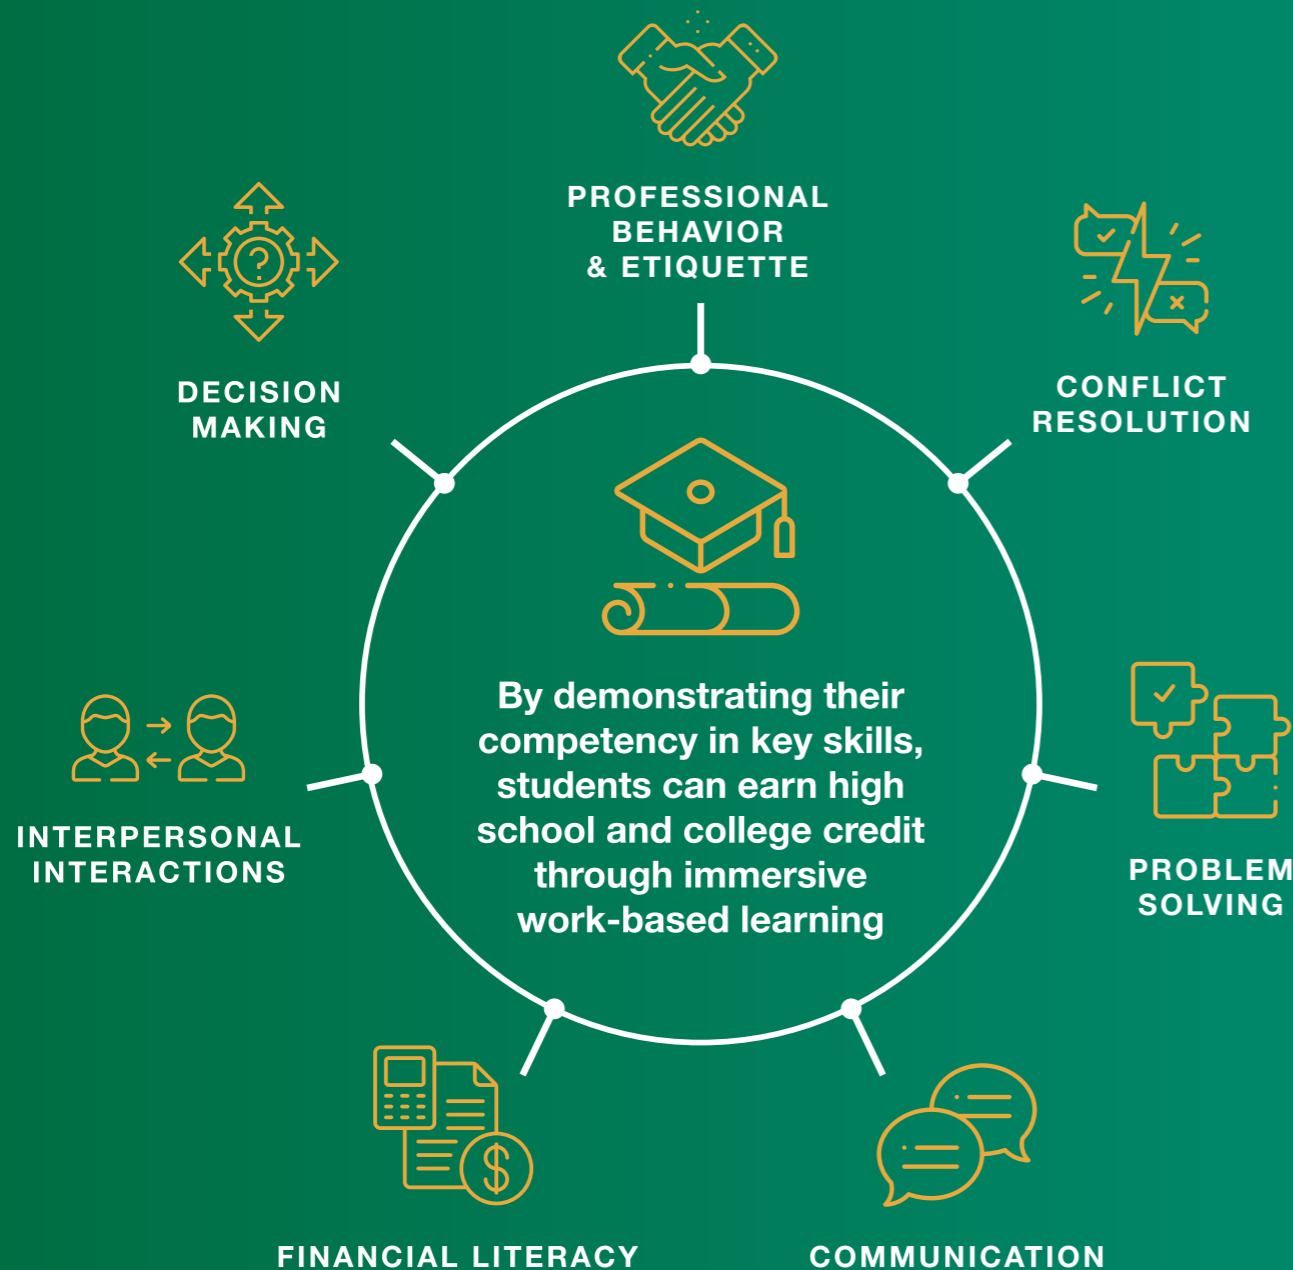 PROFESSIONAL
BEHAVIOR
& ETIQUETTE
CONFLICT
RESOLUTION
PROBLEM
SOLVING
COMMUNICATION
FINANCIAL LITERACY
INTERPERSONAL
INTERACTIONS
DECISION
MAKING
By demonstrating their
competency in key skills,
students can earn high
school and college credit
through immersive
work-based learning